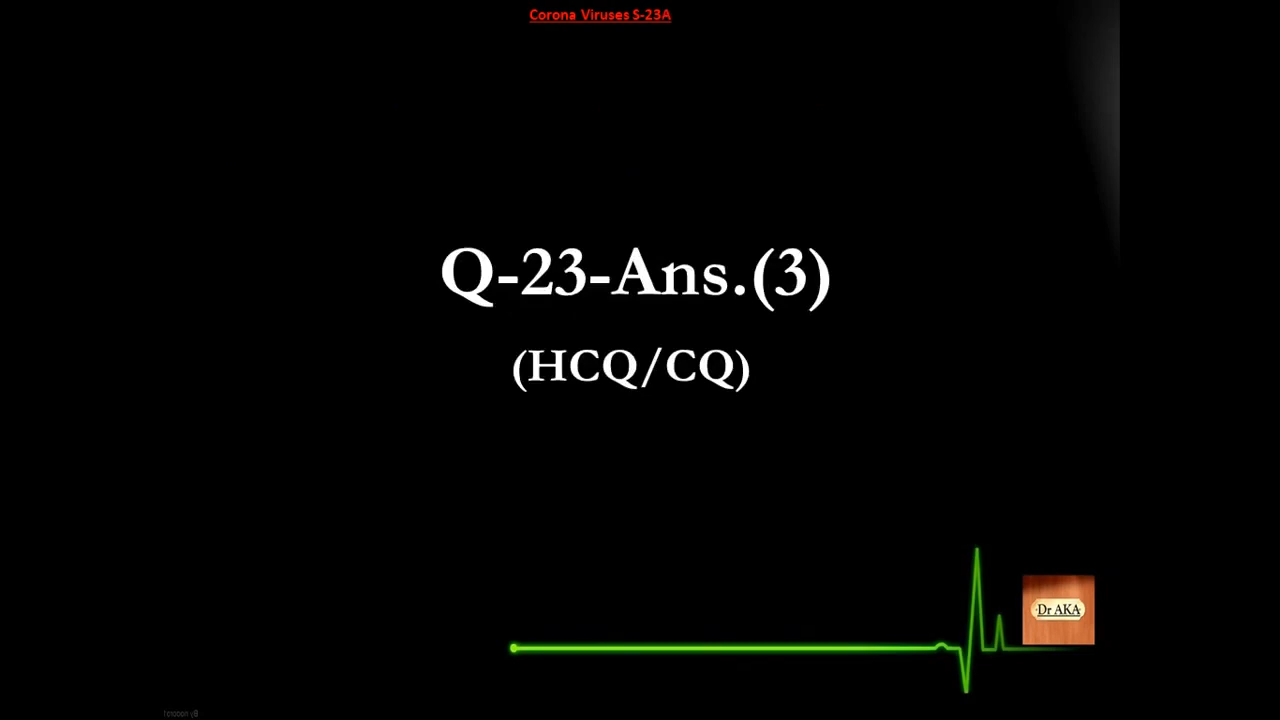 Corona Viruses S-23A
Q-23-Ans.(3)
(HCQ/CQ)
Dr AKA